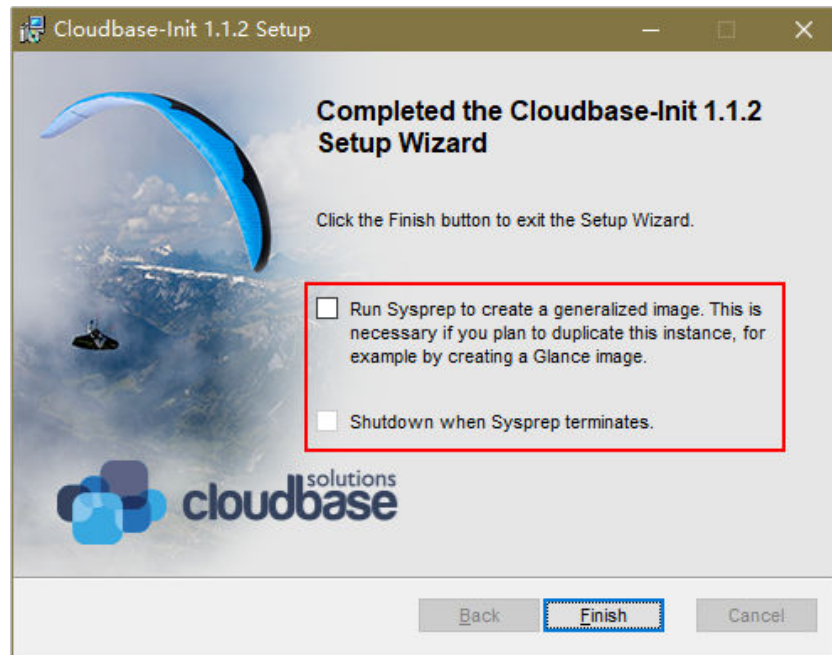 Cloudbase-Init 1.1.2 Setup
Completed the Cloudbase-Init 1.1.2
Setup Wizard
Click the Finish button to exit the Setup Wizard.
Run Sysprep to create a generalized image. This is
necessary if you plan to duplicate this instance, for
example by creating a Glance image.
Shutdown when Sysprep terminates.
solutions
cloudbase
Back
Finish
Cancel